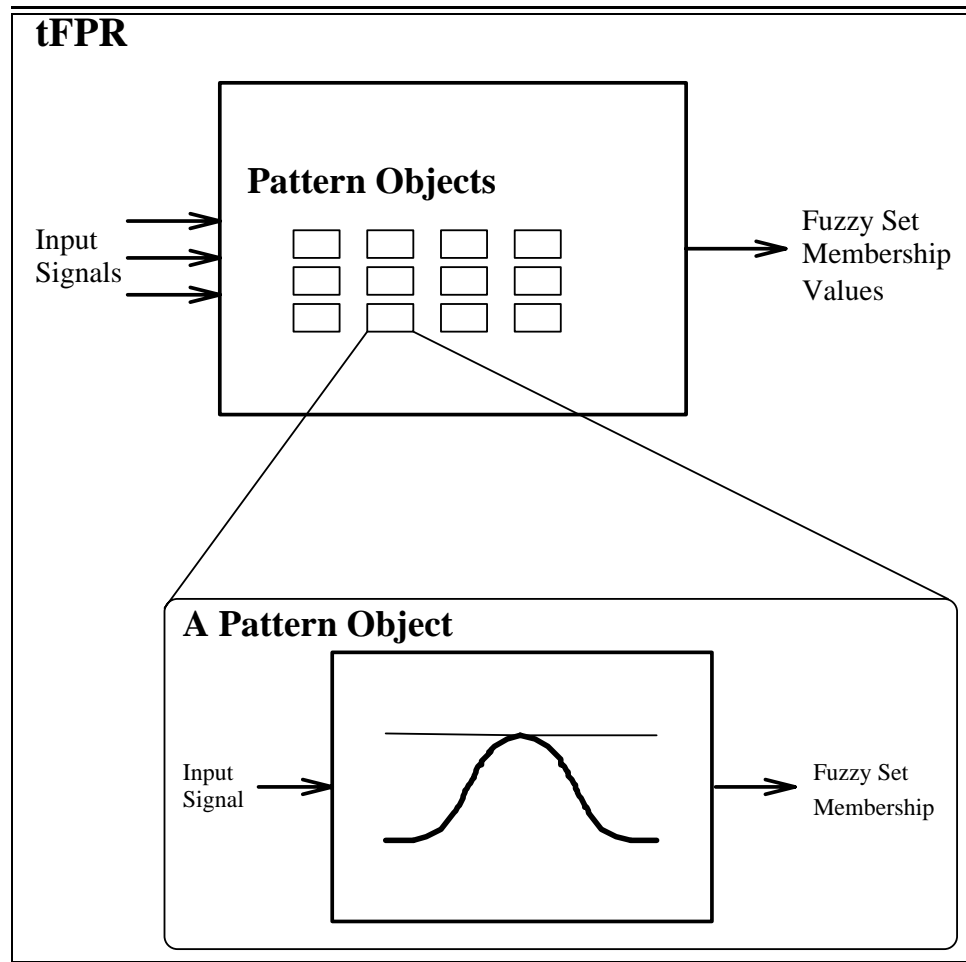 tFPR
Pattern Objects
Input
Signals
Fuzzy Set
Membership
Values
A Pattern Object
Input
Signal
Fuzzy Set
Membership